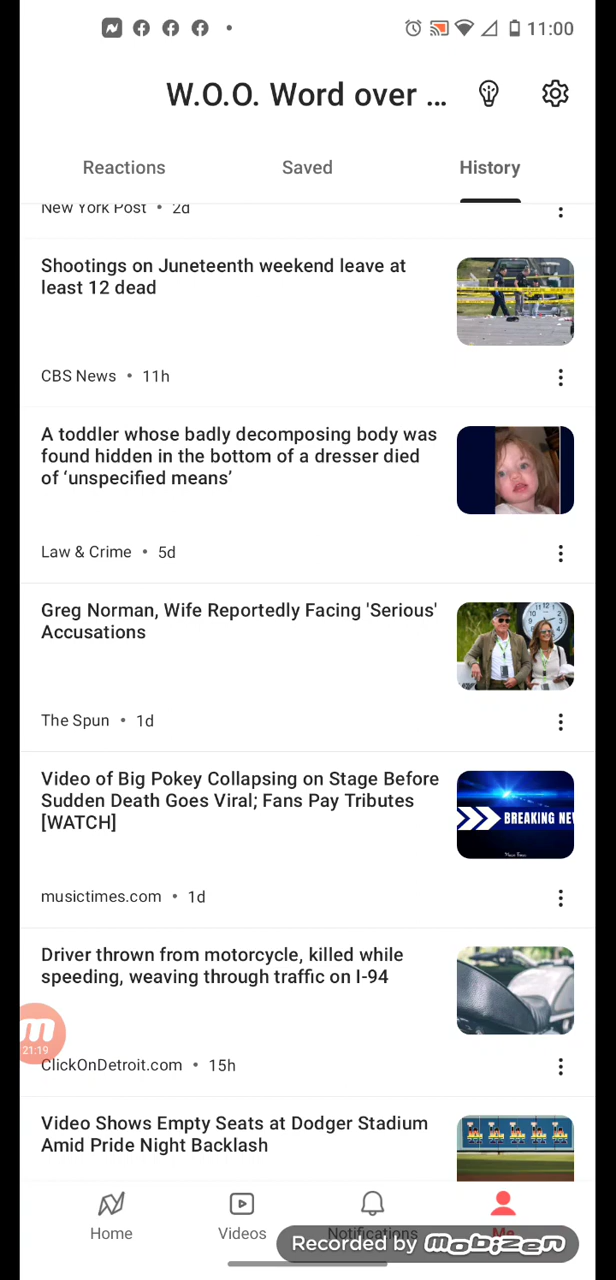 11:00
W.O.O. Word over ...
Reactions
Saved
History
New York Post • 2d
Shootings on Juneteenth weekend leave at
least 12 dead
CBS News • 11h
A toddler whose badly decomposing body was
found hidden in the bottom of a dresser died
of ‘unspecified means’
Law & Crime • 5d
Greg Norman, Wife Reportedly Facing 'Serious'
Accusations
The Spun • 1d
Video of Big Pokey Collapsing on Stage Before
Sudden Death Goes Viral; Fans Pay Tributes
[WATCH]
BREAKING NE
musictimes.com • 1d
Driver thrown from motorcycle, killed while
speeding, weaving through traffic on I-94
21:19
ClickOnDetroit.com • 15h
Video Shows Empty Seats at Dodger Stadium
Amid Pride Night Backlash
Home
Videos
Notifications
Me
Recorded by mobizen